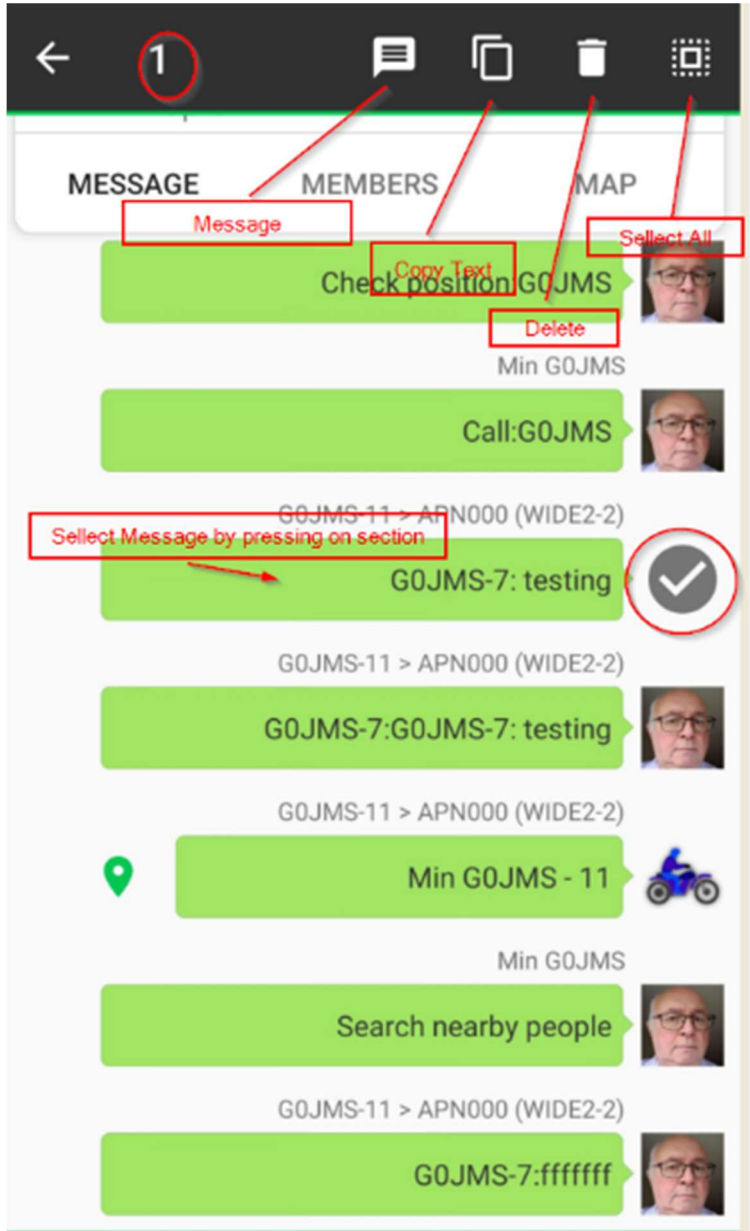 1
MESSAGE MEMBERS MAP
Message
Sellect All
Copy Text
Check position:G0JMS
Delete
Min G0JMS
Call:G0JMS
G0JMS-11 > APN000 (WIDE2-2)
Sellect Message by pressing on section
G0JMS-7: testing
G0JMS-11 > APN000 (WIDE2-2)
G0JMS-7:G0JMS-7: testing
G0JMS-11 > APN000 (WIDE2-2)
Min G0JMS - 11
Min G0JMS
Search nearby people
G0JMS-11 > APN000 (WIDE2-2)
G0JMS-7:fffffff